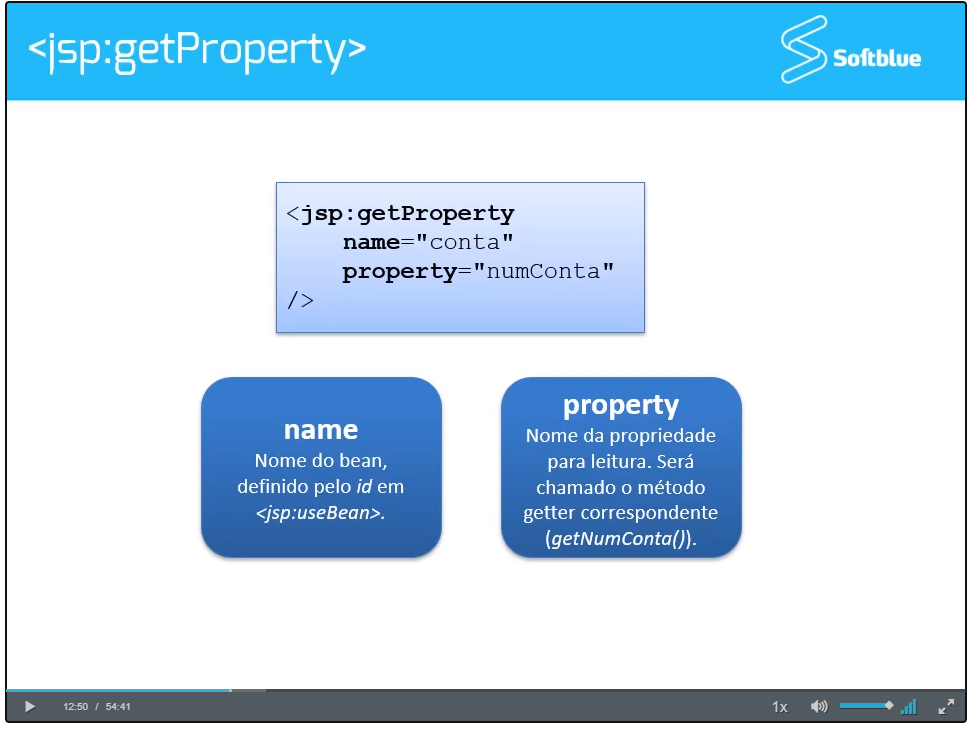 <jsp:getProperty>
Softblue
<jsp:getProperty
name="conta"
property="numConta"
/>
name
Nome do bean,
definido pelo id em
<jsp:useBean>.
property
Nome da propriedade
para leitura. Será
chamado o método
getter correspondente
(getNumConta()).
12:50 / 54:41
1x